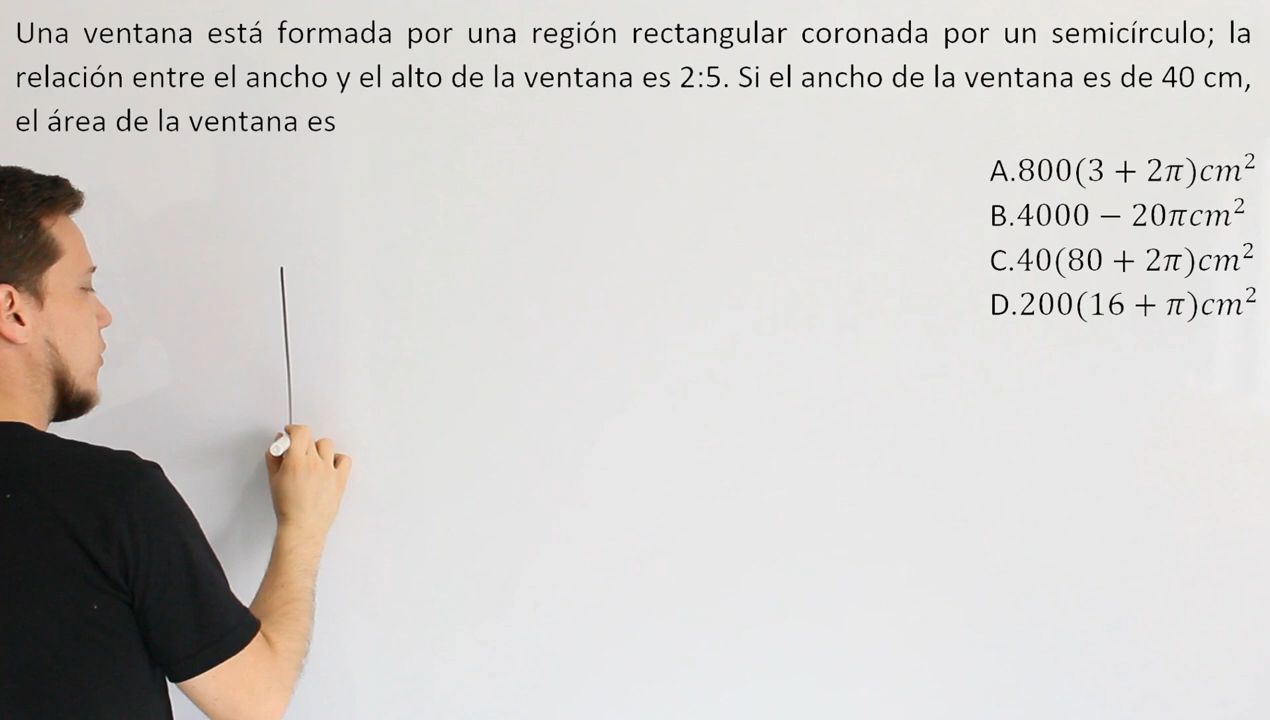 Una ventana está formada por una región rectangular coronada por un semicírculo; la
relación entre el ancho y el alto de la ventana es 2:5. Si el ancho de la ventana es de 40 cm,
el área de la ventana es
A.800(3 + 2π)cm²
B.4000 − 20πcm²
C.40(80 + 2π)cm²
D.200(16 + π)cm²